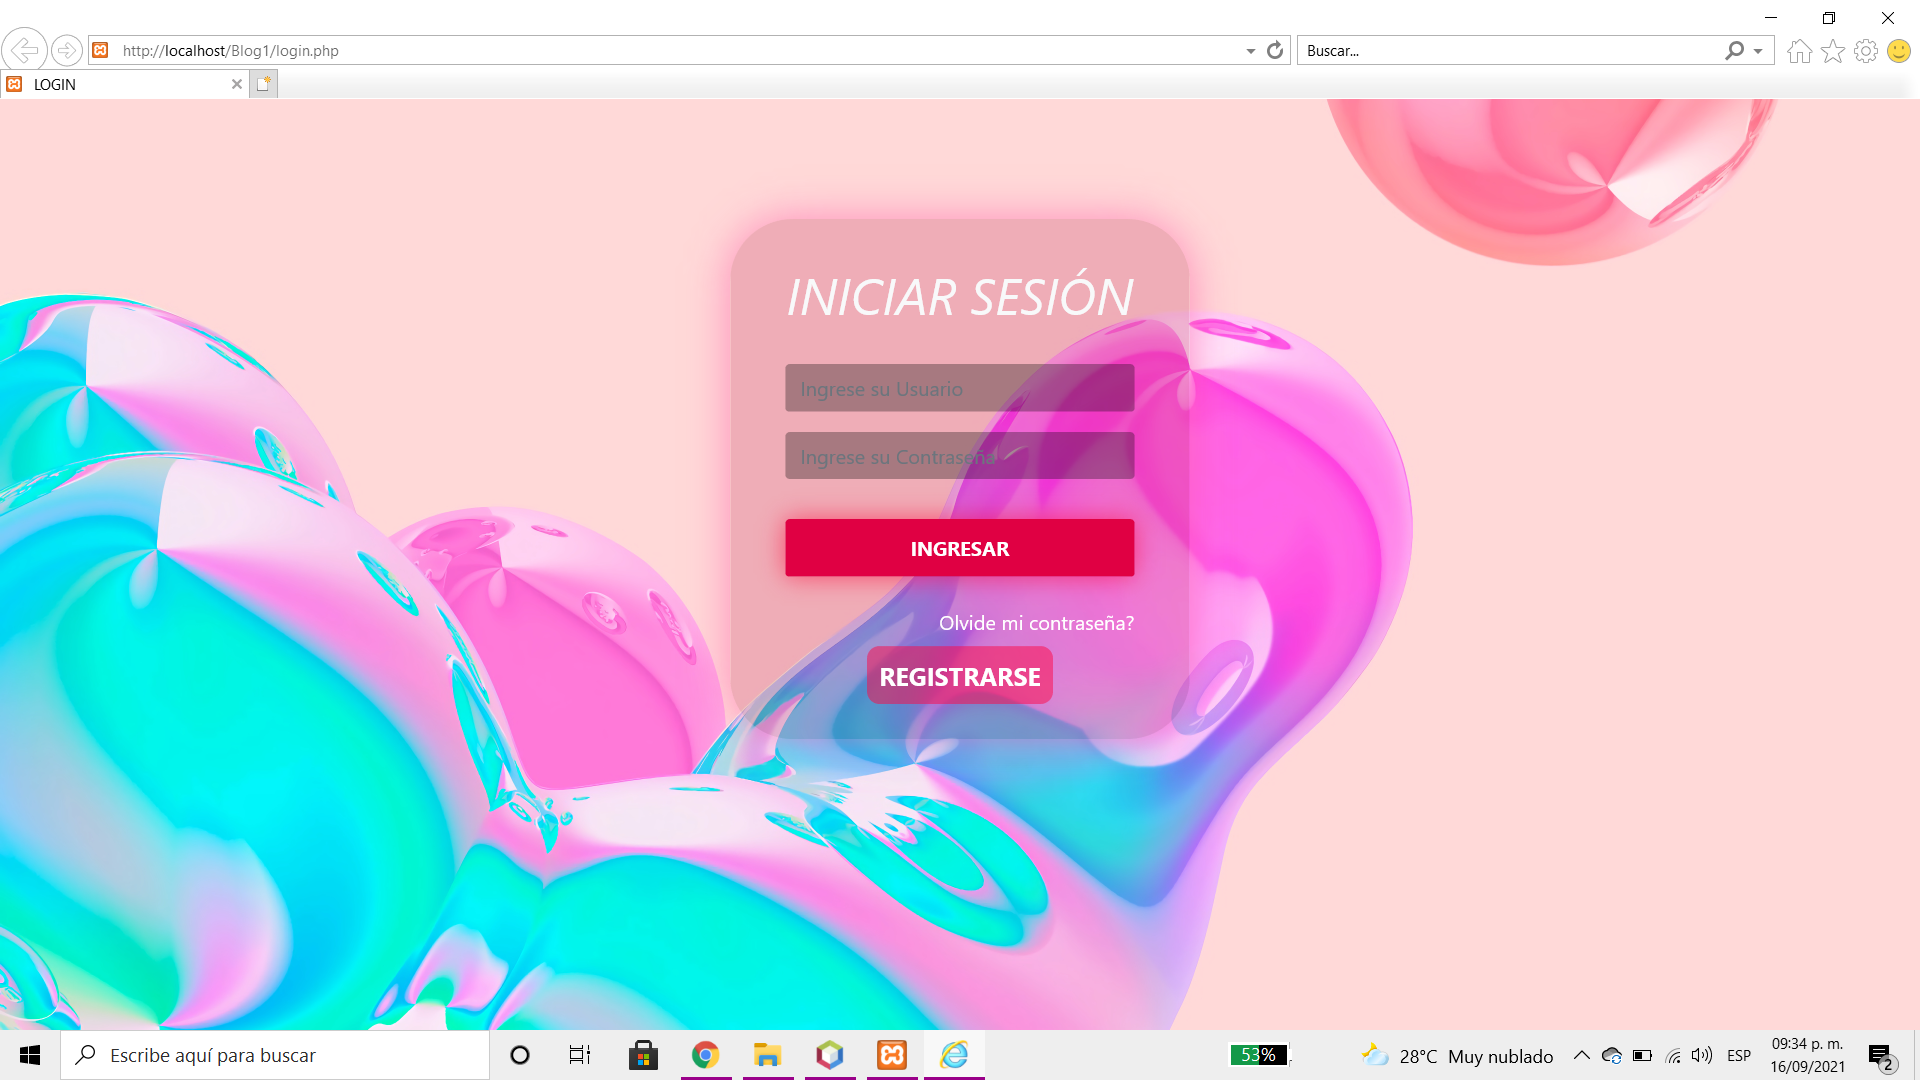 http://localhost/Blog1/login.php
Buscar...
LOGIN
INICIAR SESIÓN
Ingrese su Usuario
Ingrese su Contraseña
INGRESAR
Olvide mi contraseña?
REGISTRARSE
Escribe aquí para buscar
53%
28°C Muy nublado
ESP
09:34 p. m.
16/09/2021
2